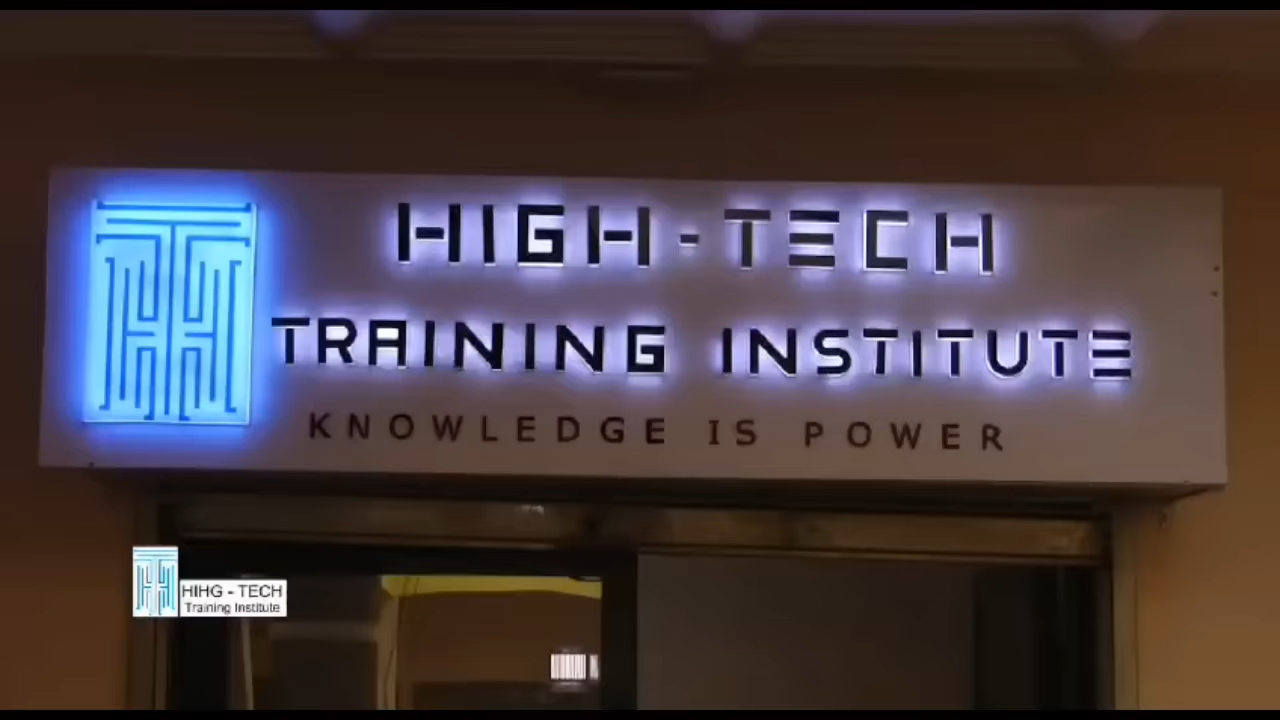 HIGH-TECH
TRAINING INSTITUTE
KNOWLEDGE IS POWER
HIHG - TECH
Training Institute